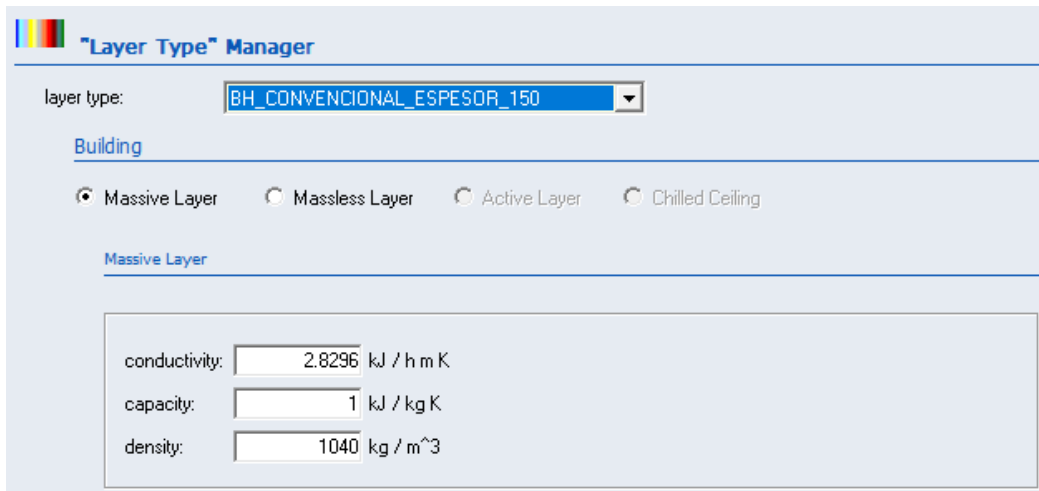 "Layer Type" Manager
layer type: BH_CONVENCIONAL_ESPESOR_150
Building
Massive Layer Massless Layer Active Layer Chilled Ceiling
Massive Layer
conductivity: 2.8296 kJ / h m K
capacity: 1 kJ / kg K
density: 1040 kg / m^3